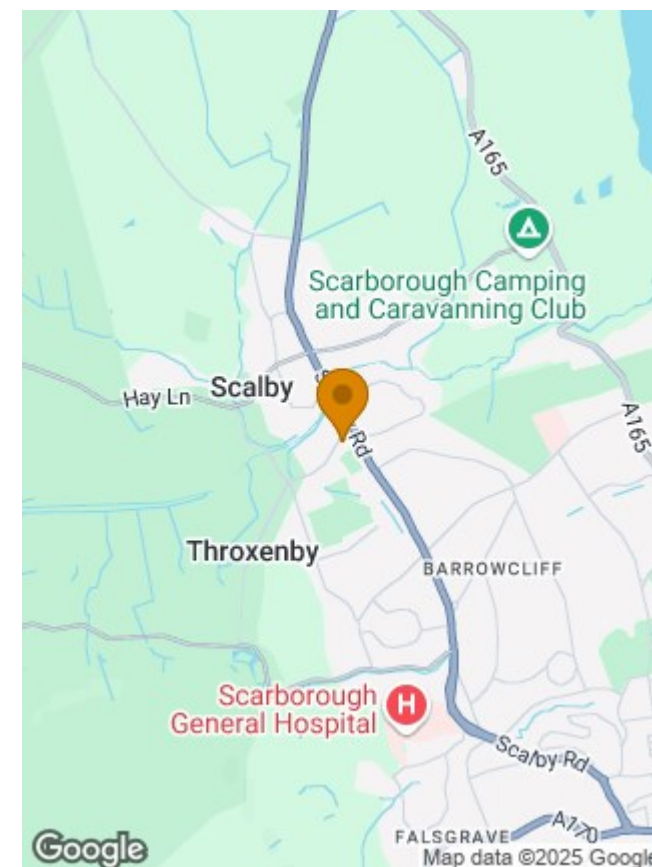 A165
Scarborough Camping
and Caravanning Club
Hay Ln
Scalby
Rd
A165
Throxenby
BARROWCLIFF
Scarborough
General Hospital
H
Scalby Rd
A170
FALSGRAVE
Google
Map data ©2025 Google